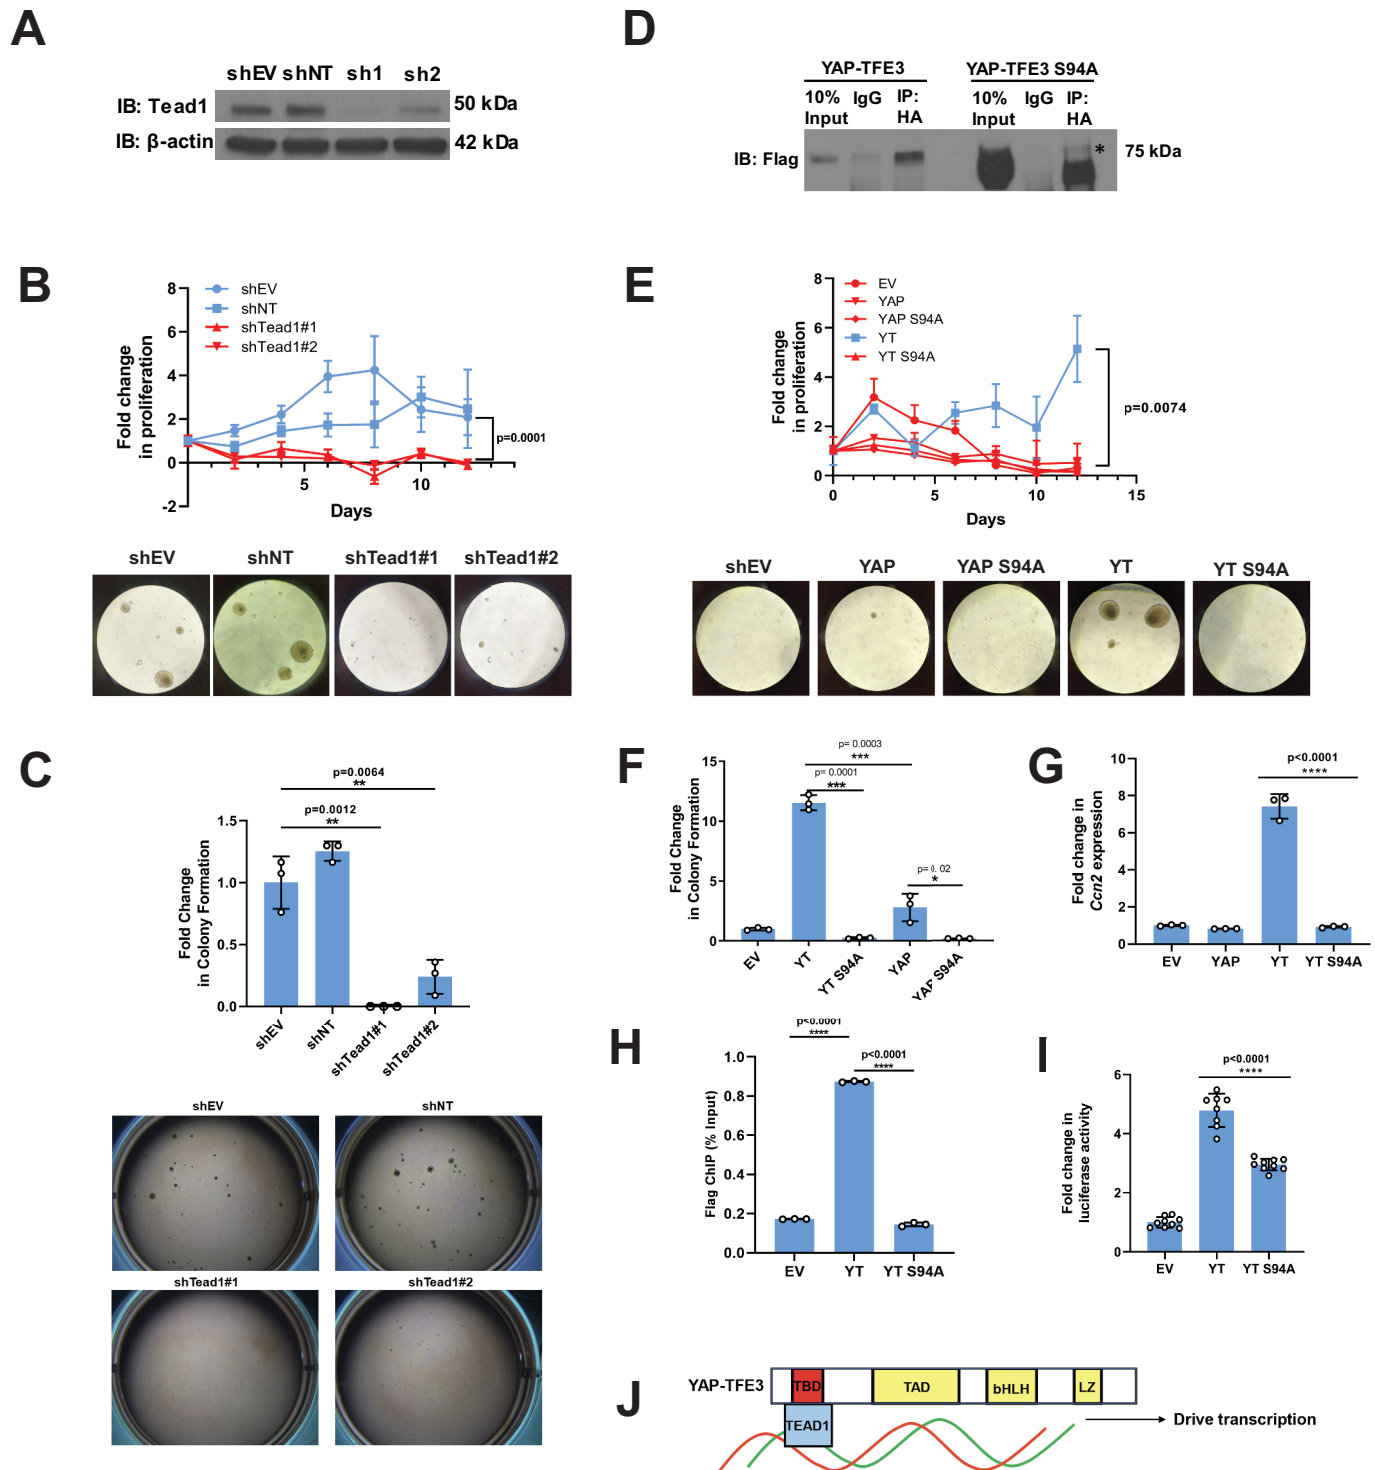 A
shEV shNT sh1 sh2
IB: Tead1
50 kDa
IB: β-actin
42 kDa
D
YAP-TFE3
YAP-TFE3 S94A
10% Input
IgG
IP: HA
10% Input
IgG
IP: HA
IB: Flag
*
75 kDa
B
shEV
shNT
shTead1#1
shTead1#2
Fold change
in proliferation
8
6
4
2
0
-2
5
10
Days
p=0.0001
shEV
shNT
shTead1#1
shTead1#2
E
EV
YAP
YAP S94A
YT
YT S94A
Fold change
in proliferation
8
6
4
2
0
0
5
10
15
Days
p=0.0074
shEV
YAP
YAP S94A
YT
YT S94A
C
p=0.0064
**
p=0.0012
**
Fold Change
in Colony Formation
1.5
1.0
0.5
0.0
shEV
shNT
shTead1#1
shTead1#2
shEV
shNT
shTead1#1
shTead1#2
F
p= 0.0003
***
p= 0.0001
***
p= 0.02
*
Fold Change
in Colony Formation
15
10
5
0
EV
YT
YT S94A
YAP
YAP S94A
G
p<0.0001
****
Fold change in
Ccn2 expression
10
8
6
4
2
0
EV
YAP
YT
YT S94A
H
p<0.0001
****
p<0.0001
****
Flag ChIP (% Input)
1.0
0.8
0.6
0.4
0.2
0.0
EV
YT
YT S94A
I
p<0.0001
****
Fold change in
luciferase activity
6
4
2
0
EV
YT
YT S94A
J
YAP-TFE3
TBD
TAD
bHLH
LZ
TEAD1
Drive transcription